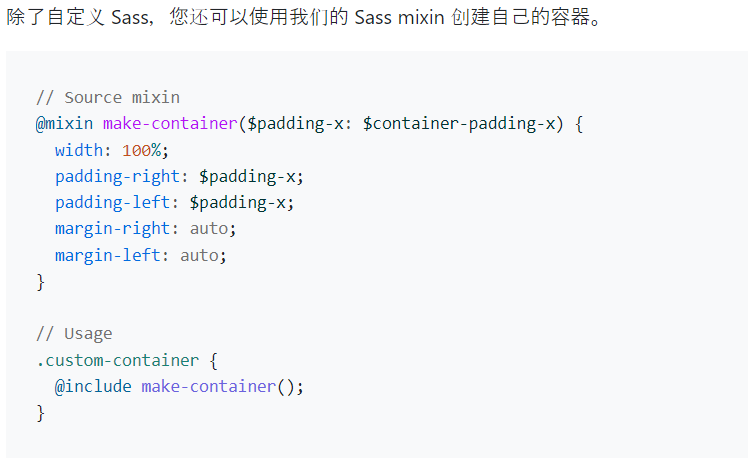 除了自定义 Sass，您还可以使用我们的 Sass mixin 创建自己的容器。
// Source mixin
@mixin make-container($padding-x: $container-padding-x) {
  width: 100%;
  padding-right: $padding-x;
  padding-left: $padding-x;
  margin-right: auto;
  margin-left: auto;
}
// Usage
.custom-container {
  @include make-container();
}